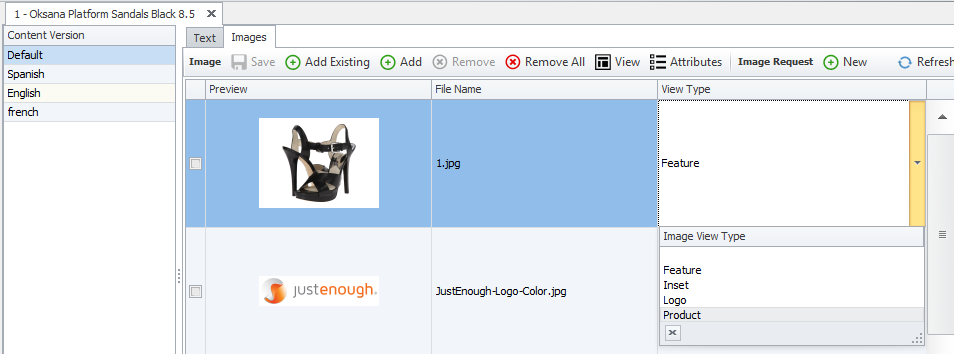 1 - Oksana Platform Sandals Black 8.5
Content Version
Default
Spanish
English
french
Text Images
Image Save Add Existing Add Remove Remove All View Attributes Image Request New Refresh
Preview File Name View Type
1.jpg Feature
justenough®
JustEnough-Logo-Color.jpg
Image View Type
Feature
Inset
Logo
Product